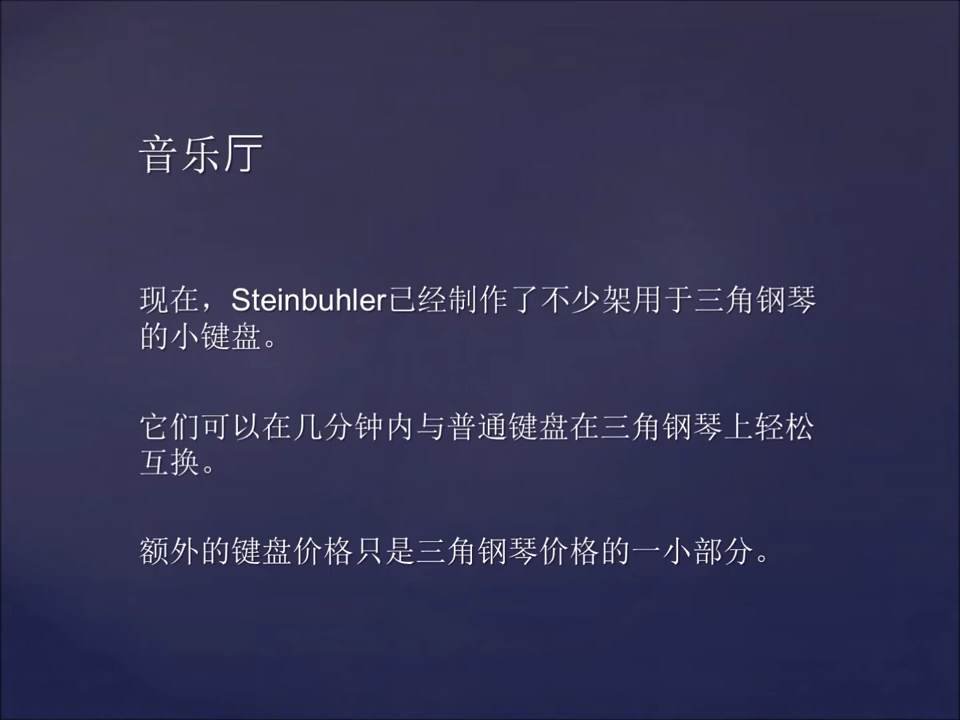 音乐厅
现在，Steinbuhler已经制作了不少架用于三角钢琴
的小键盘。
它们可以在几分钟内与普通键盘在三角钢琴上轻松
互换。
额外的键盘价格只是三角钢琴价格的一小部分。